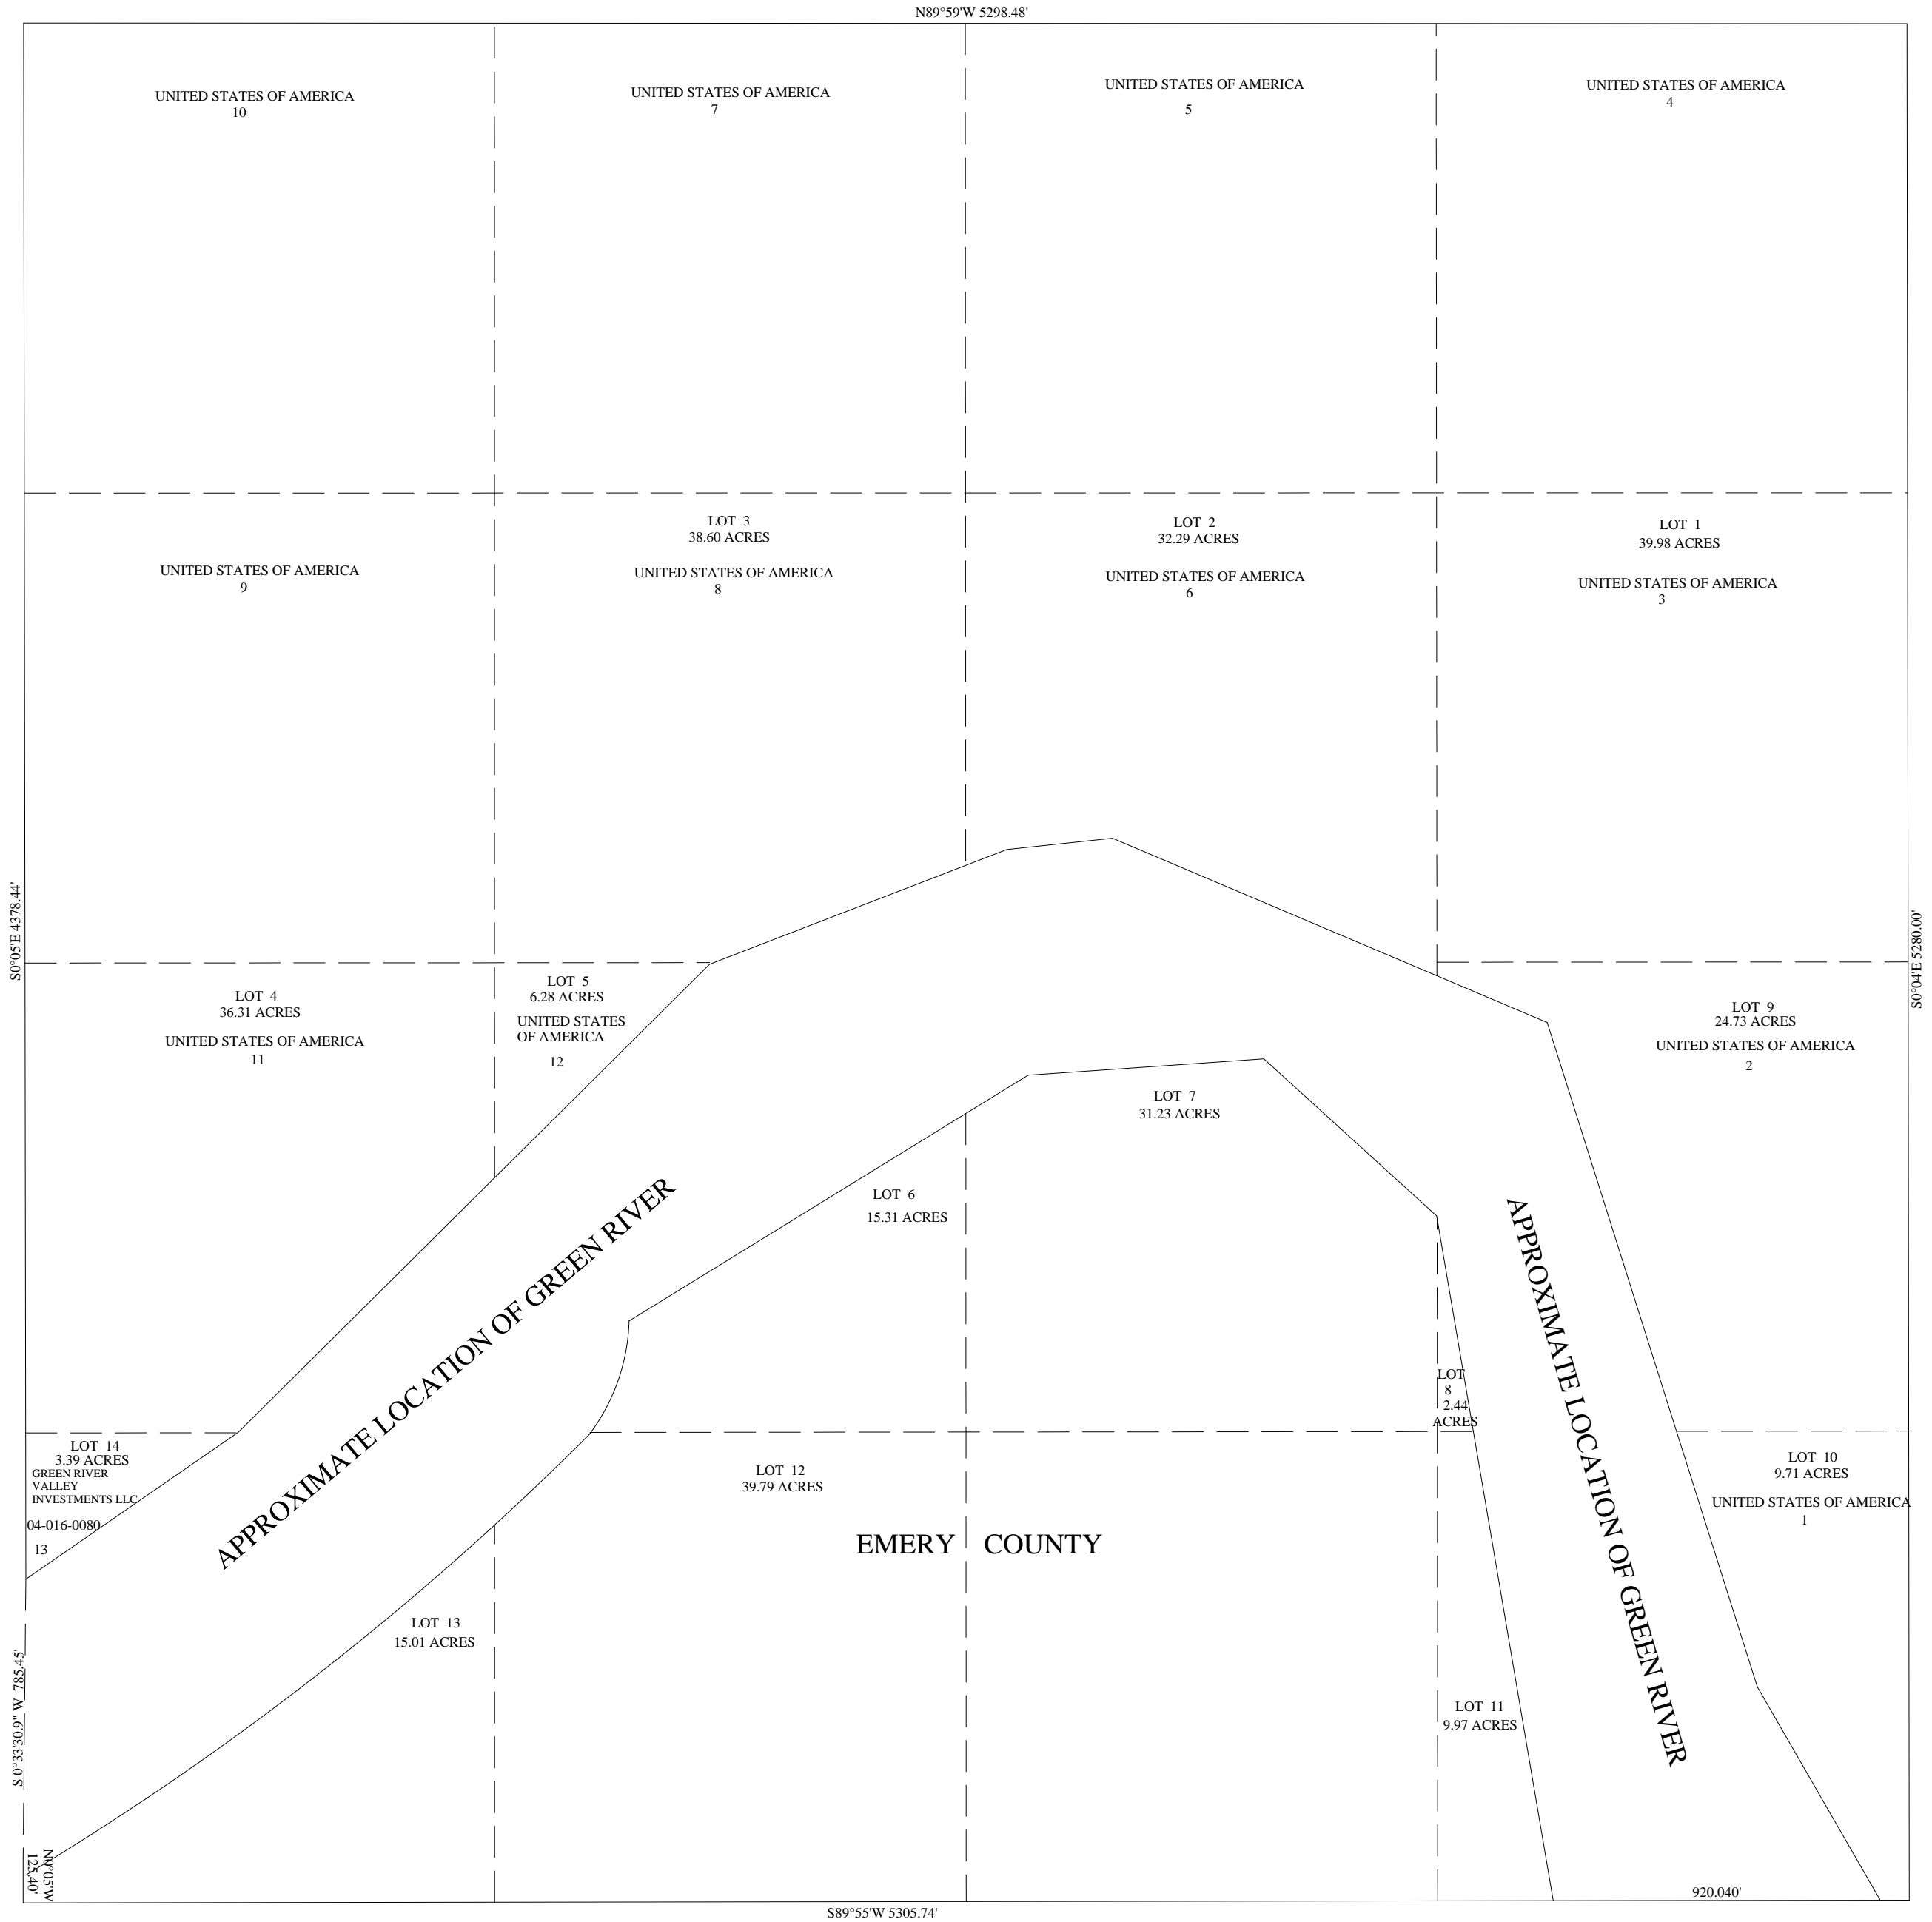 N89°59'W 5298.48'
UNITED STATES OF AMERICA
10
UNITED STATES OF AMERICA
7
UNITED STATES OF AMERICA
5
UNITED STATES OF AMERICA
4
UNITED STATES OF AMERICA
9
LOT 3
38.60 ACRES
UNITED STATES OF AMERICA
8
LOT 2
32.29 ACRES
UNITED STATES OF AMERICA
6
LOT 1
39.98 ACRES
UNITED STATES OF AMERICA
3
S0°05'E 4378.44'
S0°04'E 5280.00'
LOT 4
36.31 ACRES
UNITED STATES OF AMERICA
11
LOT 5
6.28 ACRES
UNITED STATES
OF AMERICA
12
LOT 9
24.73 ACRES
UNITED STATES OF AMERICA
2
LOT 7
31.23 ACRES
LOT 6
15.31 ACRES
APPROXIMATE LOCATION OF GREEN RIVER
APPROXIMATE LOCATION OF GREEN RIVER
LOT
8
2.44
ACRES
LOT 14
3.39 ACRES
GREEN RIVER
VALLEY
INVESTMENTS LLC
04-016-0080
13
LOT 12
39.79 ACRES
LOT 10
9.71 ACRES
UNITED STATES OF AMERICA
1
EMERY COUNTY
LOT 13
15.01 ACRES
LOT 11
9.97 ACRES
S 0°33'30.9" W 785.45'
N0°05'W
125.40'
920.040'
S89°55'W 5305.74'